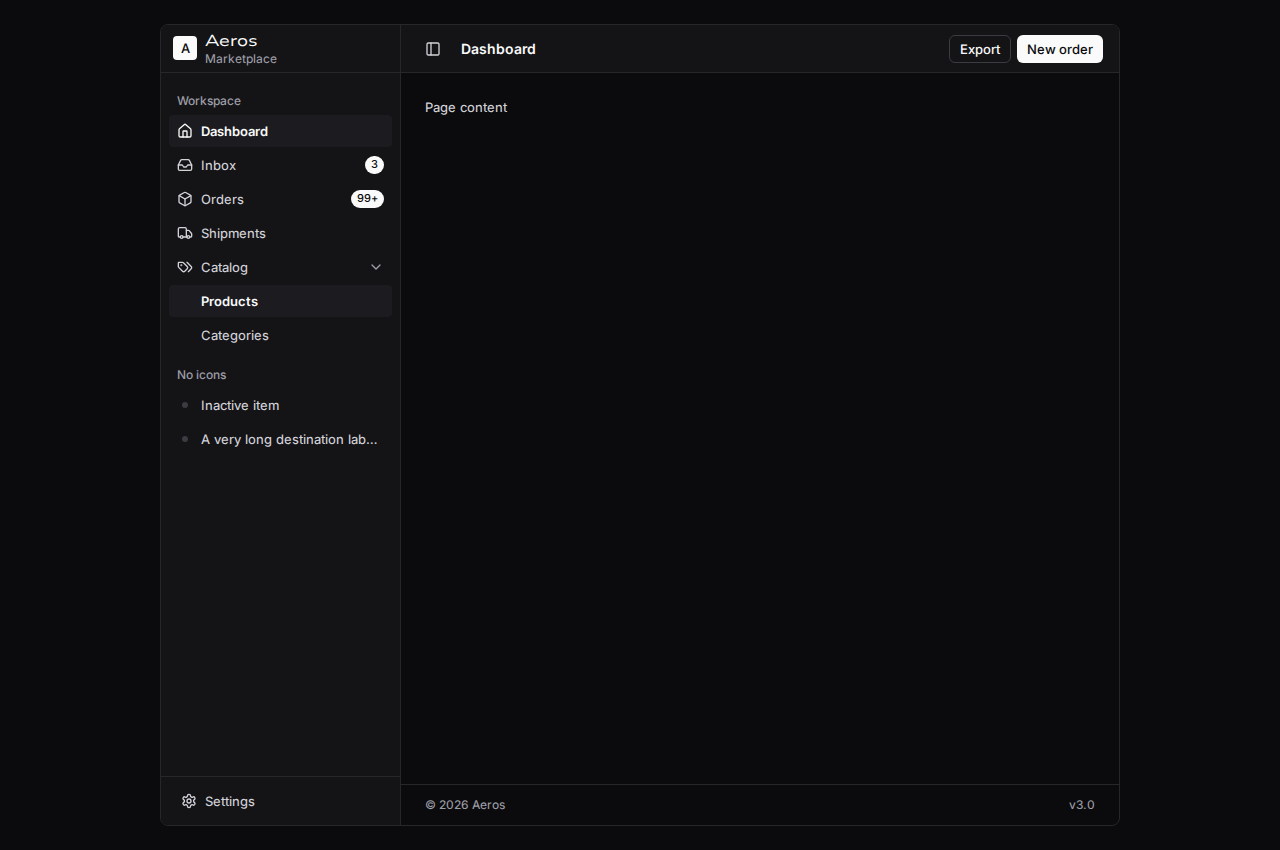 A
Aeros
Marketplace
Dashboard
Export
New order
Workspace
Dashboard
Inbox
3
Orders
99+
Shipments
Catalog
Products
Categories
No icons
Inactive item
A very long destination lab...
Settings
Page content
© 2026 Aeros
v3.0